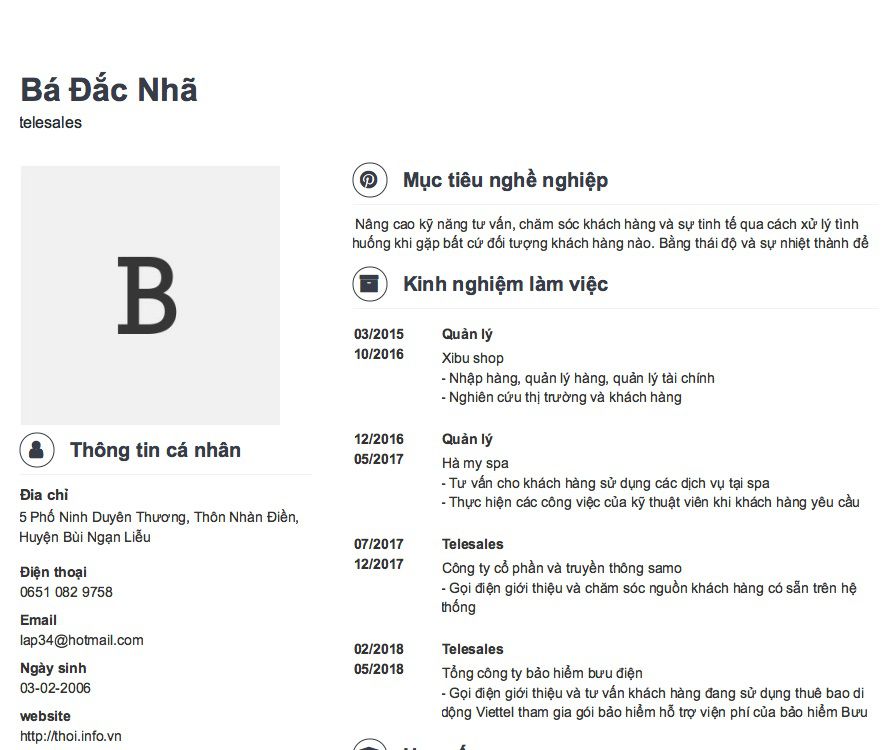 Bá Đắc Nhã
telesales
B
Thông tin cá nhân
Đia chỉ
5 Phố Ninh Duyên Thương, Thôn Nhàn Điền,
Huyện Bùi Ngạn Liễu
Điện thoại
0651 082 9758
Email
lap34@hotmail.com
Ngày sinh
03-02-2006
website
http://thoi.info.vn
Mục tiêu nghề nghiệp
Nâng cao kỹ năng tư vấn, chăm sóc khách hàng và sự tinh tế qua cách xử lý tình
huống khi gặp bất cứ đối tượng khách hàng nào. Bằng thái độ và sự nhiệt thành để
Kinh nghiệm làm việc
03/2015 Quản lý
10/2016 Xibu shop
- Nhập hàng, quản lý hàng, quản lý tài chính
- Nghiên cứu thị trường và khách hàng
12/2016 Quản lý
05/2017 Hà my spa
- Tư vấn cho khách hàng sử dụng các dịch vụ tại spa
- Thực hiện các công việc của kỹ thuật viên khi khách hàng yêu cầu
07/2017 Telesales
12/2017 Công ty cổ phần và truyền thông samo
- Gọi điện giới thiệu và chăm sóc nguồn khách hàng có sẵn trên hệ
thống
02/2018 Telesales
05/2018 Tổng công ty bảo hiểm bưu điện
- Gọi điện giới thiệu và tư vấn khách hàng đang sử dụng thuê bao di
động Viettel tham gia gói bảo hiểm hỗ trợ viện phí của bảo hiểm Bưu